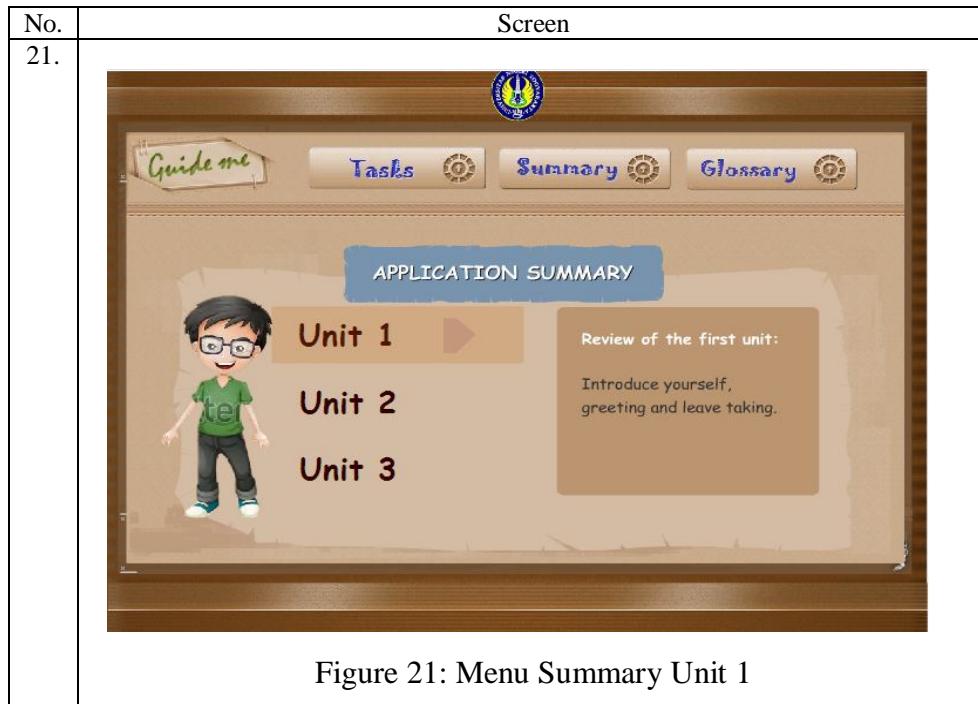 No. Screen
21.
Guide me Tasks Summary Glossary
APPLICATION SUMMARY
Unit 1
Unit 2
Unit 3
Review of the first unit:
Introduce yourself,
greeting and leave taking.
Figure 21: Menu Summary Unit 1